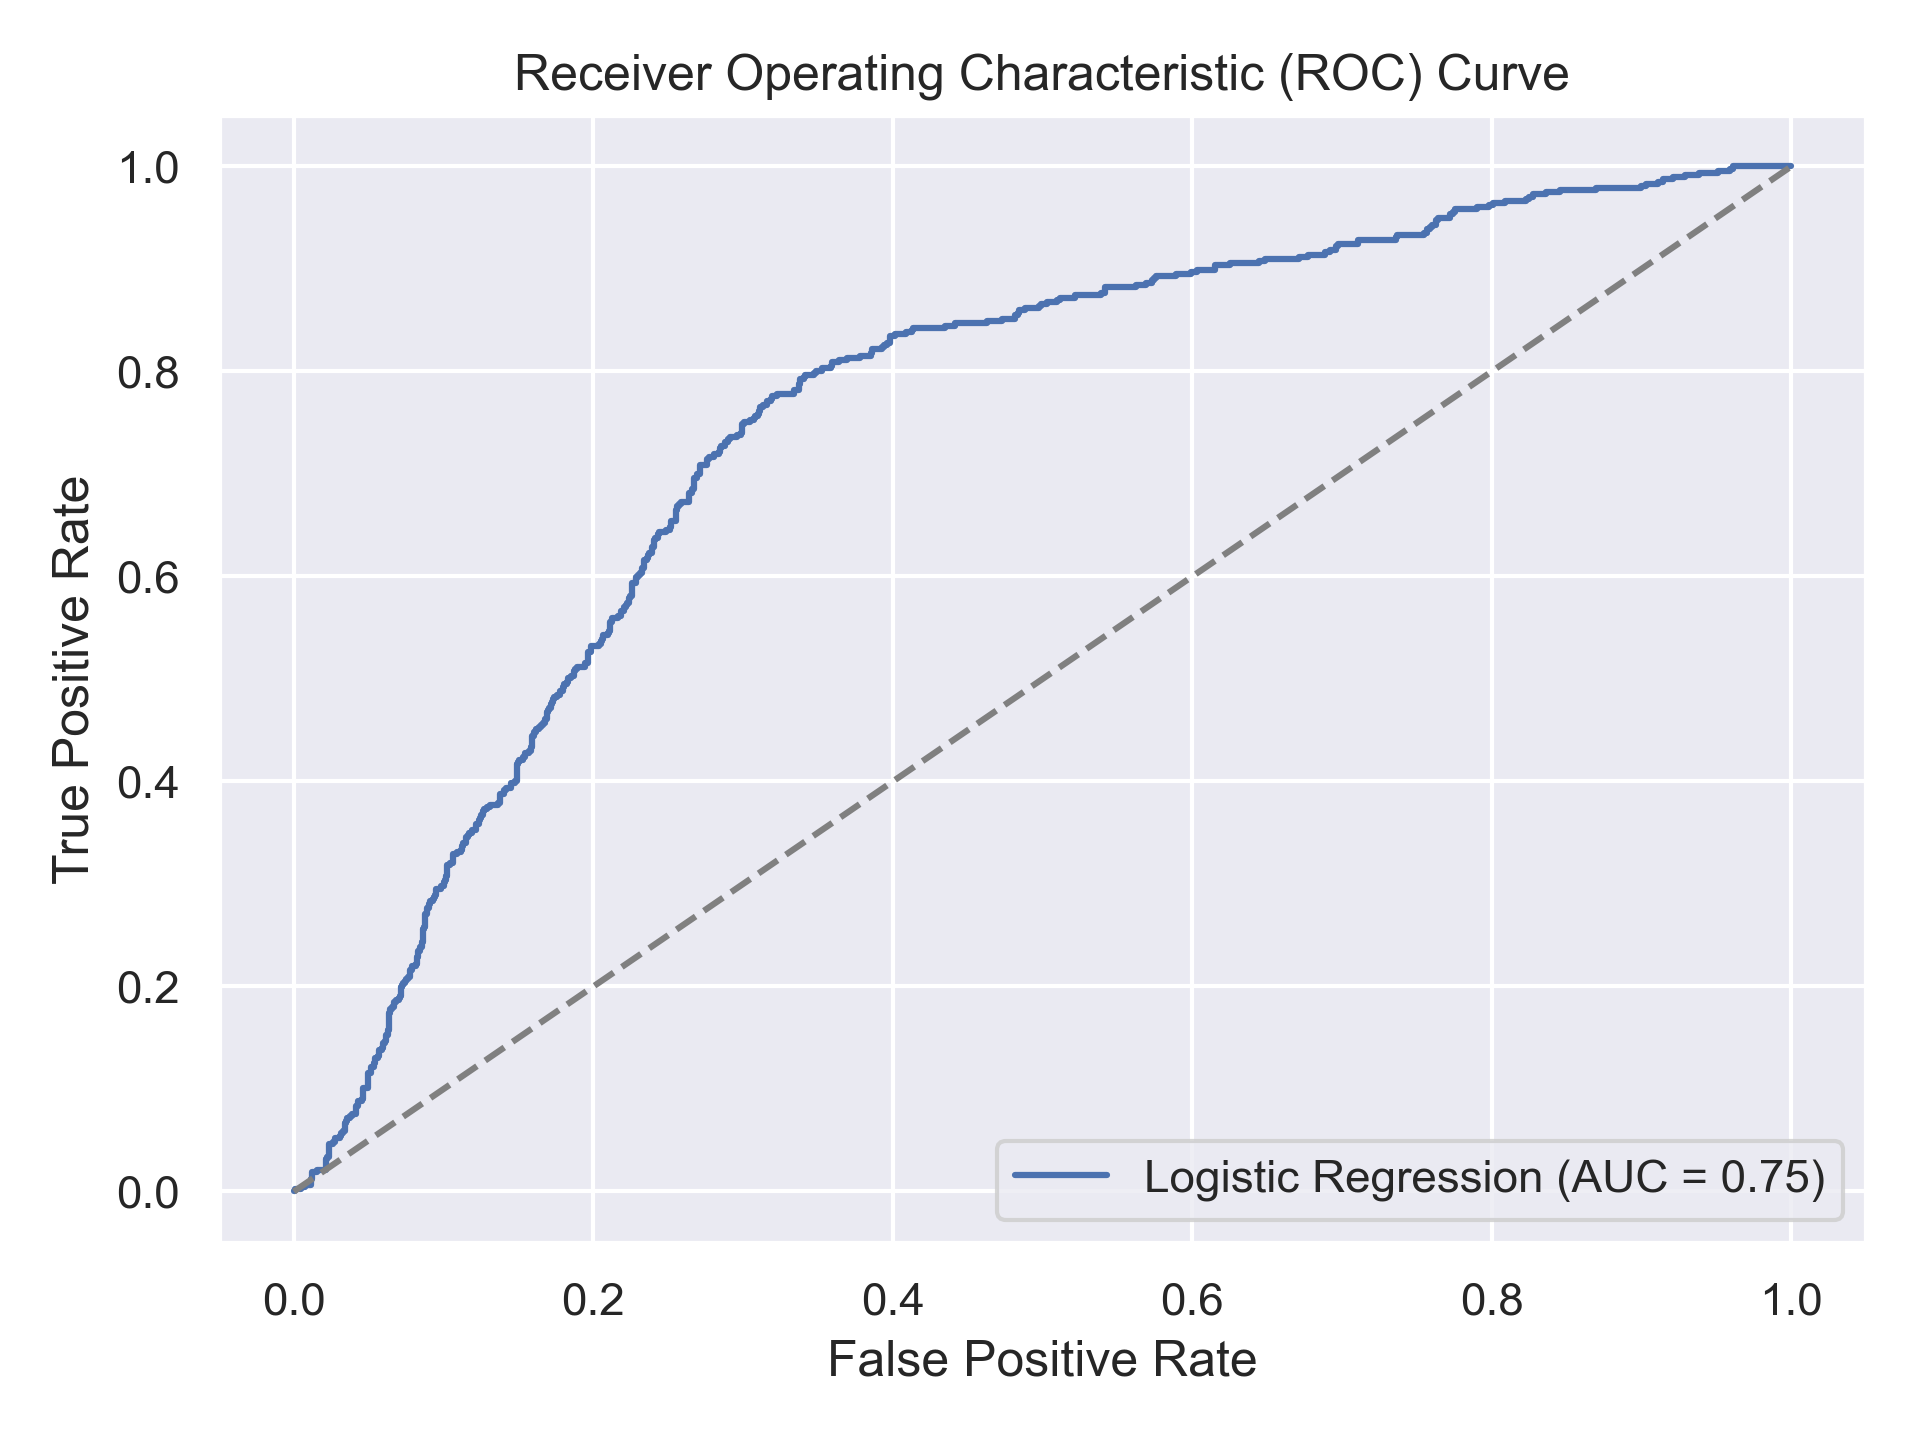 Receiver Operating Characteristic (ROC) Curve
1.0
0.8
0.6
0.4
0.2
0.0
True Positive Rate
Logistic Regression (AUC = 0.75)
0.0 0.2 0.4 0.6 0.8 1.0
False Positive Rate